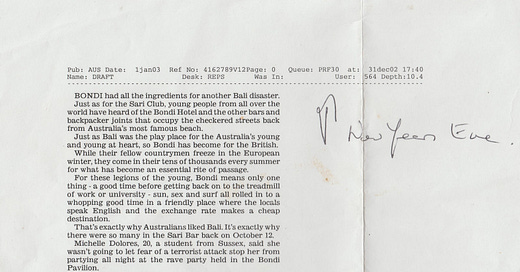 Pub: AUS Date:  1jan03  Ref No: 4162789V12Page: 0   Queue: PRF30  at:  31dec02 17:40
Name: DRAFT                Desk: REPS              Was In:              User:  564 Depth:10.4
BONDI had all the ingredients for another Bali disaster.
Just as for the Sari Club, young people from all over the
world have heard of the Bondi Hotel and the other bars and
backpacker joints that occupy the checkered streets back
from Australia's most famous beach.
Just as Bali was the play place for the Australia's young
and young at heart, so Bondi has become for the British.
While their fellow countrymen freeze in the European
winter, they come in their tens of thousands every summer
for what has become an essential rite of passage.
For these legions of the young, Bondi means only one
thing - a good time before getting back on to the treadmill
of work or university - sun, sex and surf all rolled in to a
whopping good time in a friendly place where the locals
speak English and the exchange rate makes a cheap
destination.
That's exactly why Australians liked Bali. It's exactly why
there were so many in the Sari Bar back on October 12.
Michelle Dolores, 20, a student from Sussex, said she
wasn't going to let fear of a terrorist attack stop her from
partying all night at the rave party held in the Bondi
Pavilion.
New Years Eve.